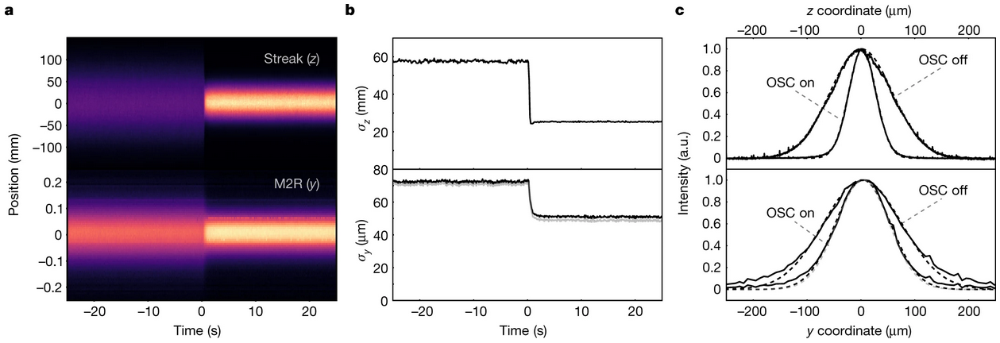 a
Streak (z)
M2R (y)
Position (mm)
100
50
0
−50
−100
0.2
0.1
0
−0.1
−0.2
−20
−10
0
10
20
Time (s)
b
σz (mm)
60
40
20
80
σy (μm)
60
40
20
0
−20
−10
0
10
20
Time (s)
c
z coordinate (μm)
−200
−100
0
100
200
Intensity (a.u.)
1.0
0.8
0.6
0.4
0.2
0
OSC on
OSC off
1.0
0.8
0.6
0.4
0.2
0
OSC on
OSC off
−200
−100
0
100
200
y coordinate (μm)